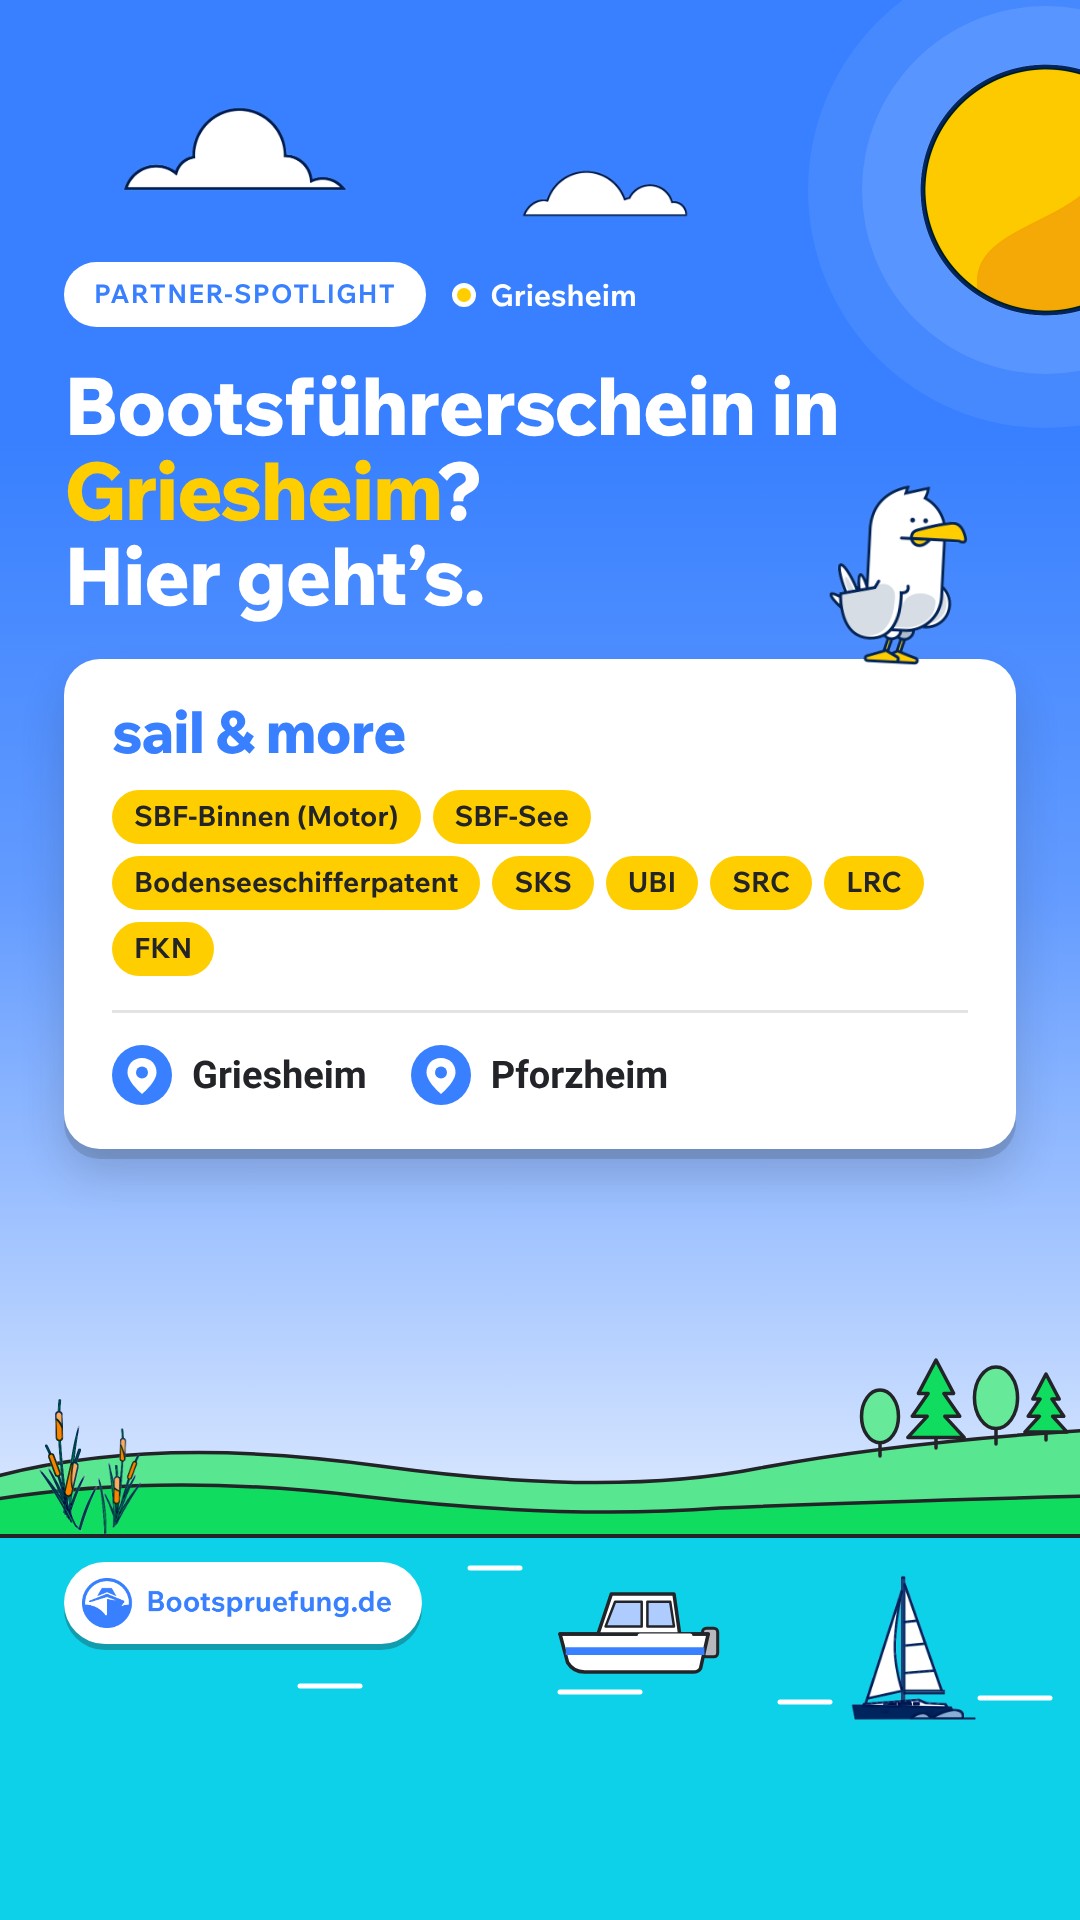 PARTNER-SPOTLIGHT
Griesheim
Bootsführerschein in
Griesheim?
Hier geht’s.
sail & more
SBF-Binnen (Motor) SBF-See
Bodenseeschifferpatent SKS UBI SRC LRC
FKN
Griesheim Pforzheim
Bootspruefung.de